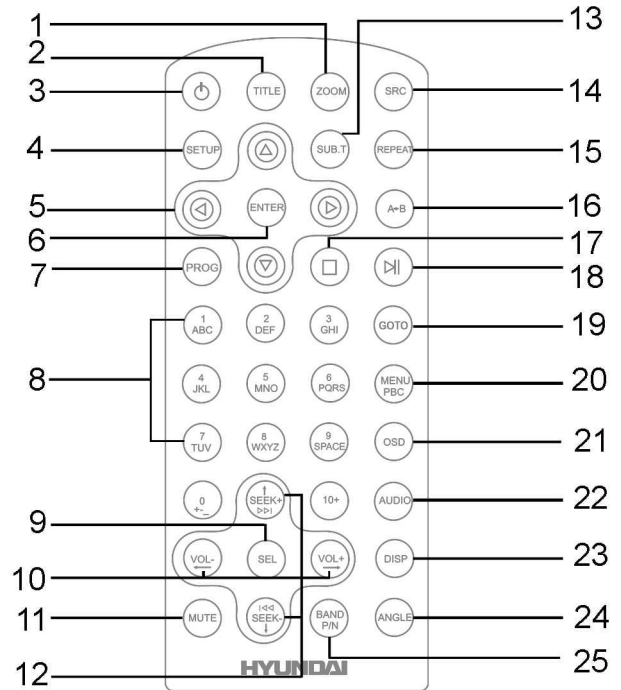 1
13
2
3
TITLE
ZOOM
SRC
14
4
SETUP
SUB.T
REPEAT
15
5
ENTER
A↔B
16
6
17
7
PROG
18
1
ABC
2
DEF
3
GHI
GOTO
19
8
4
JKL
5
MNO
6
PQRS
MENU
PBC
20
7
TUV
8
WXYZ
9
SPACE
OSD
21
0
+-_
SEEK+
10+
AUDIO
22
9
10
VOL-
SEL
VOL+
DISP
23
11
MUTE
SEEK-
BAND
P/N
ANGLE
24
12
HYUNDAI
25